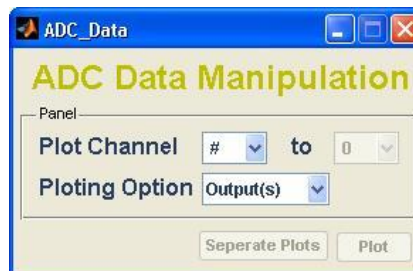 ADC_Data
ADC Data Manipulation
Panel
Plot Channel # to 0
Ploting Option Output(s)
Seperate Plots Plot